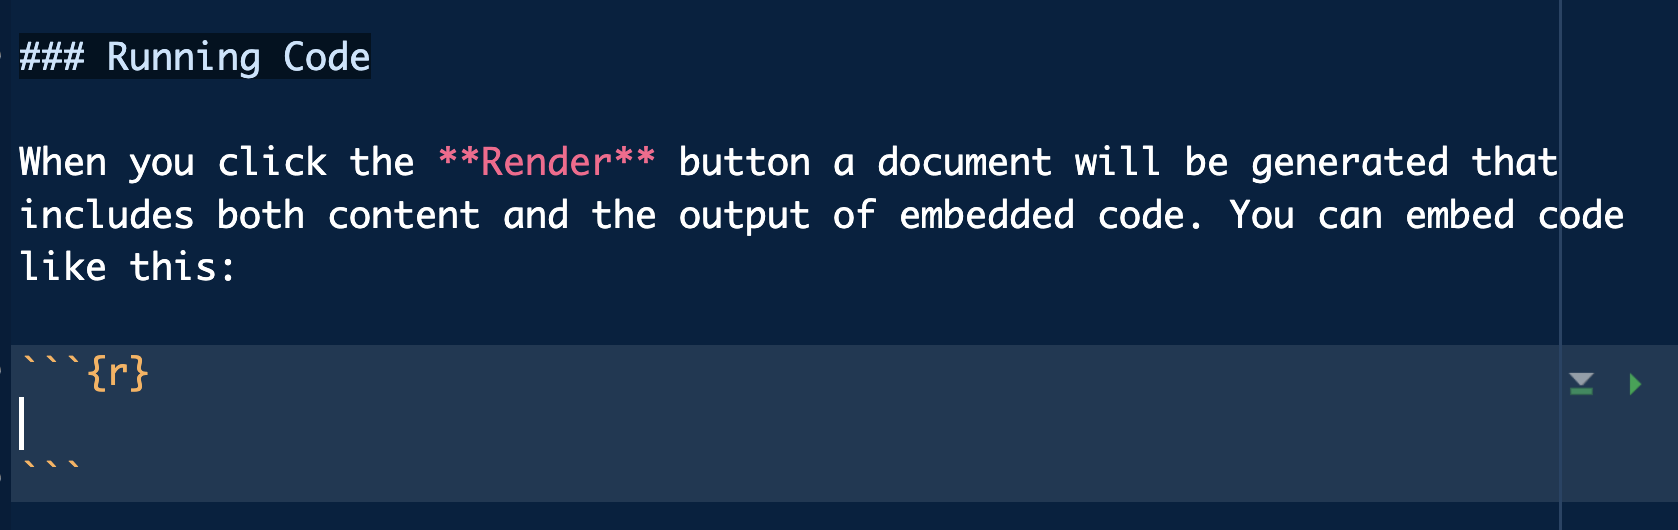 ### Running Code
When you click the **Render** button a document will be generated that
includes both content and the output of embedded code. You can embed code
like this:
```{r}
```